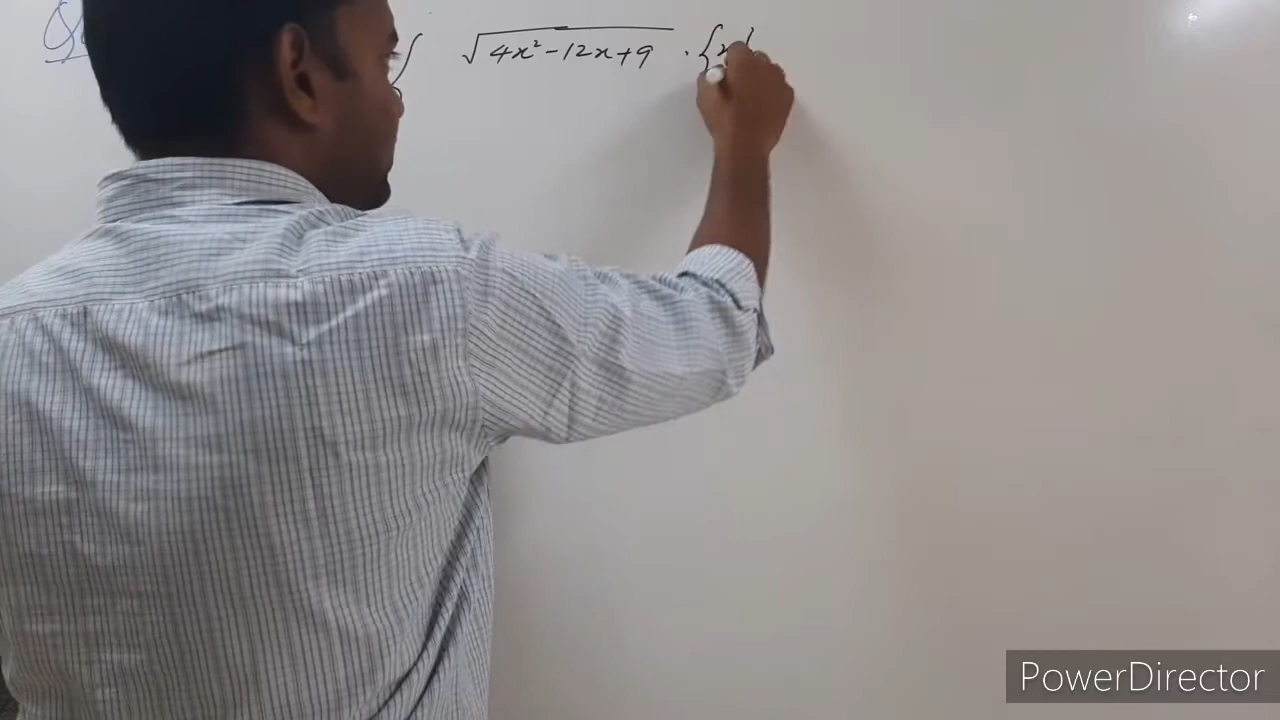 ∫ √(4x² - 12x + 9) · {x}
PowerDirector